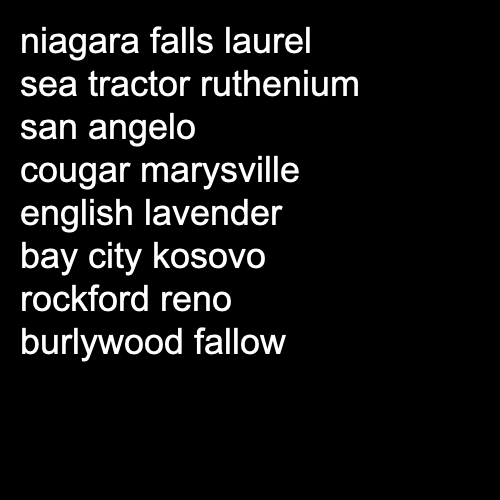 niagara falls laurel
sea tractor ruthenium
san angelo
cougar marysville
english lavender
bay city kosovo
rockford reno
burlywood fallow